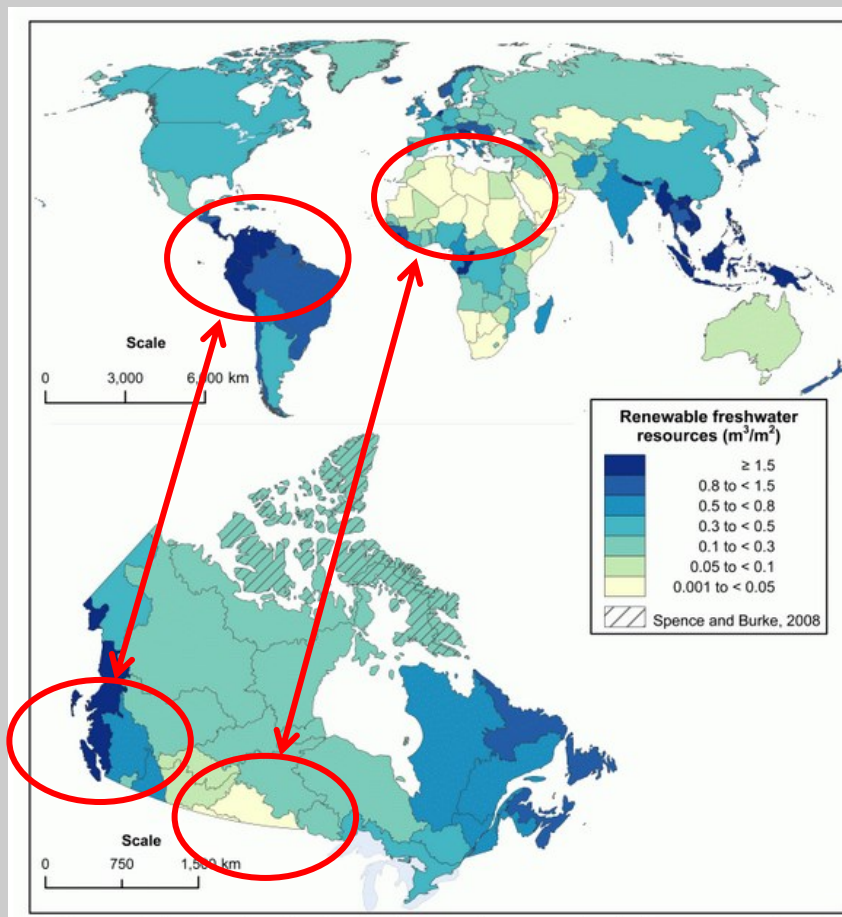 Scale
0 3,000 6,000 km
Renewable freshwater
resources (m³/m²)
≥ 1.5
0.8 to < 1.5
0.5 to < 0.8
0.3 to < 0.5
0.1 to < 0.3
0.05 to < 0.1
0.001 to < 0.05
Spence and Burke, 2008
Scale
0 750 1,500 km